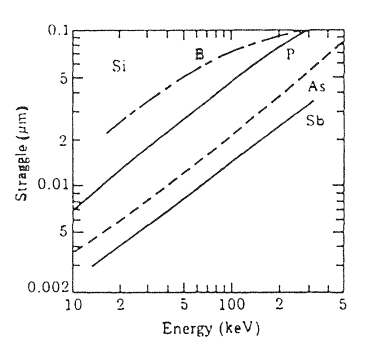 0.1
Si
B
P
5
As
Sb
2
Straggle (μm)
0.01
5
0.002
10 2 5 100 2 5
Energy (keV)